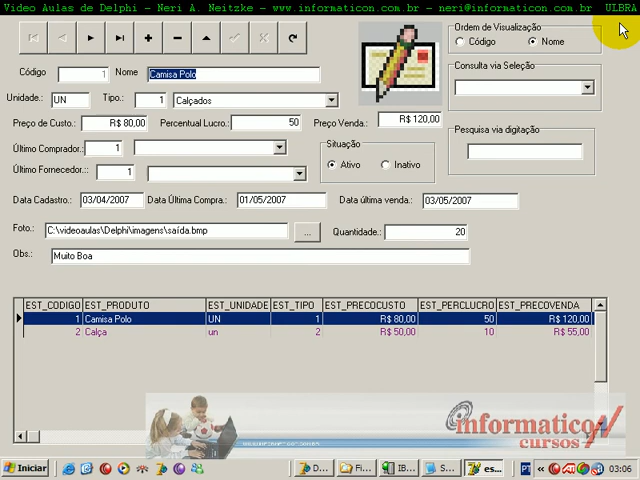 Video Aulas de Delphi - Neri A. Neitzke - www.informaticon.com.br - neri@informaticon.com.br ULBRA
Ordem de Visualização
Código Nome
Código 1 Nome Camisa Polo
Consulta via Seleção
Unidade.: UN Tipo.: 1 Calçados
Preço de Custo.: R$ 80,00 Percentual Lucro.: 50 Preço Venda.: R$ 120,00
Pesquisa via digitação
Último Comprador.: 1
Situação
Ativo Inativo
Último Fornecedor.:: 1
Data Cadastro.: 03/04/2007 Data Última Compra.: 01/05/2007 Data última venda.: 03/05/2007
Foto.: C:\videoaulas\Delphi\imagens\saída.bmp ... Quantidade.: 20
Obs.: Muito Boa
EST_CODIGO EST_PRODUTO EST_UNIDADE EST_TIPO EST_PRECOCUSTO EST_PERCLUCRO EST_PRECOVENDA
1 Camisa Polo UN 1 R$ 80,00 50 R$ 120,00
2 Calça un 2 R$ 50,00 10 R$ 55,00
informaticon
cursos
Iniciar D... Fi... IB... S... es... PT 03:06